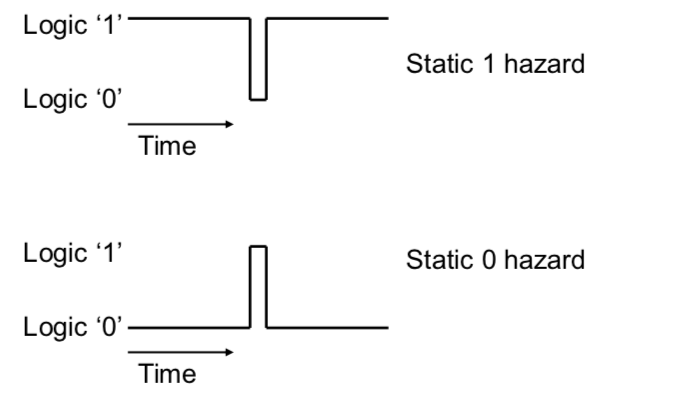 Logic ‘1’
Static 1 hazard
Logic ‘0’
Time
Logic ‘1’
Static 0 hazard
Logic ‘0’
Time